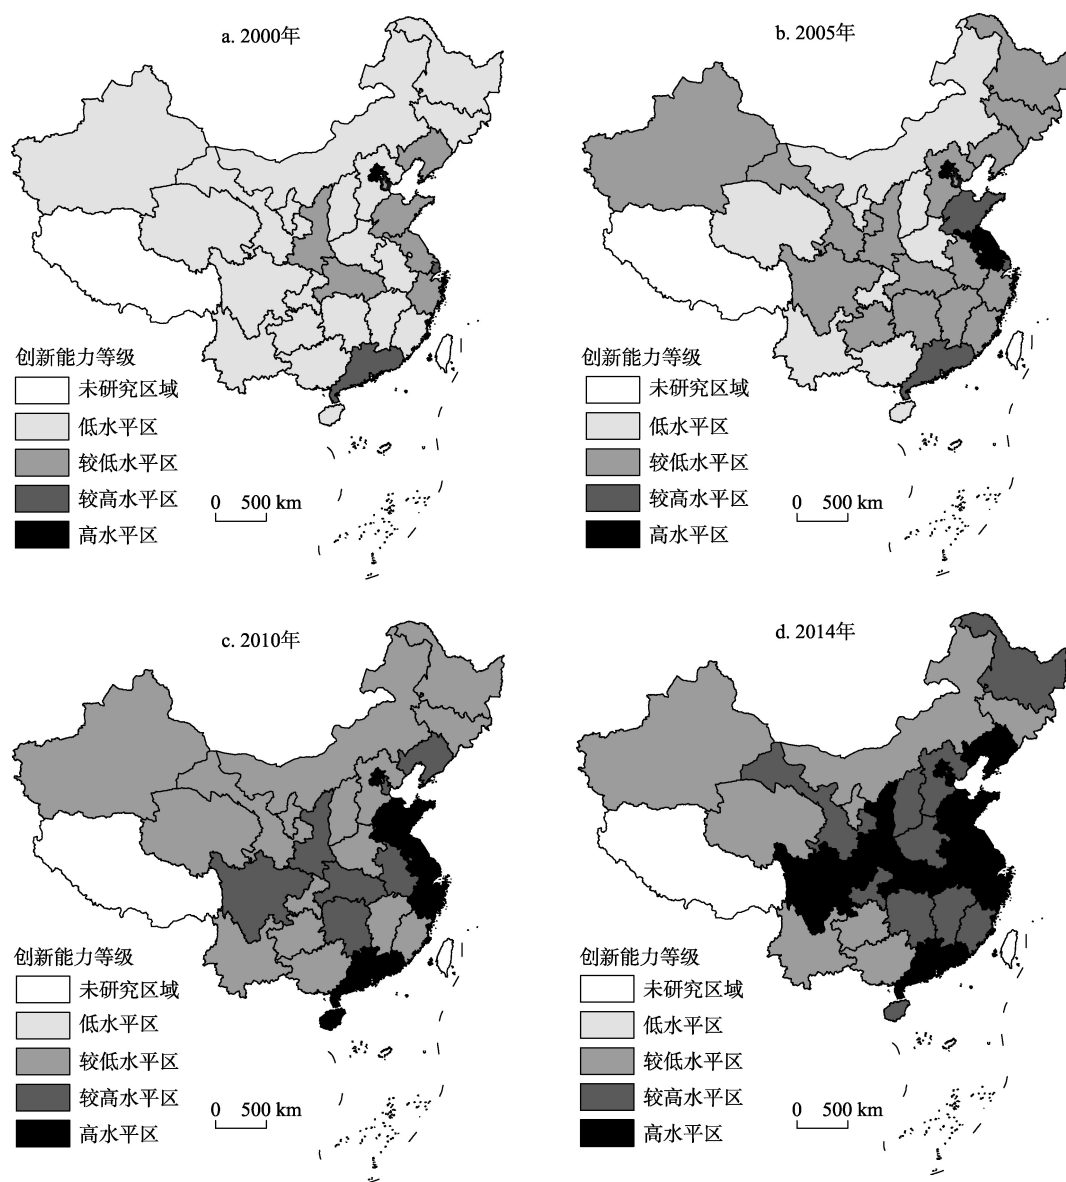 a. 2000年
创新能力等级
未研究区域
低水平区
较低水平区
较高水平区
高水平区
0 500 km
b. 2005年
创新能力等级
未研究区域
低水平区
较低水平区
较高水平区
高水平区
0 500 km
c. 2010年
创新能力等级
未研究区域
低水平区
较低水平区
较高水平区
高水平区
0 500 km
d. 2014年
创新能力等级
未研究区域
低水平区
较低水平区
较高水平区
高水平区
0 500 km